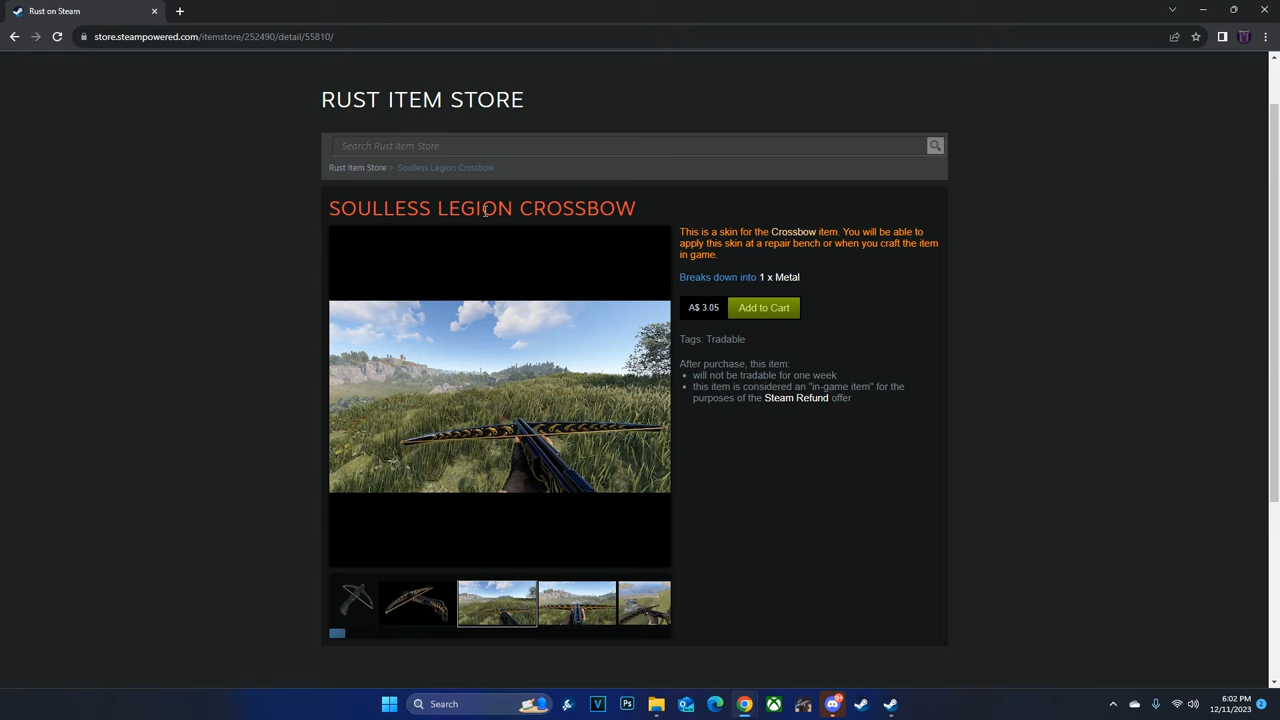 Rust on Steam
store.steampowered.com/itemstore/252490/detail/55810/
RUST ITEM STORE
Search Rust Item Store
Rust Item Store > Soulless Legion Crossbow
SOULLESS LEGION CROSSBOW
This is a skin for the Crossbow item. You will be able to
apply this skin at a repair bench or when you craft the item
in game.
Breaks down into 1 x Metal
A$ 3.05 Add to Cart
Tags: Tradable
After purchase, this item:
will not be tradable for one week
this item is considered an "in-game item" for the
purposes of the Steam Refund offer
Search
V
Ps
6:02 PM
12/11/2023
2